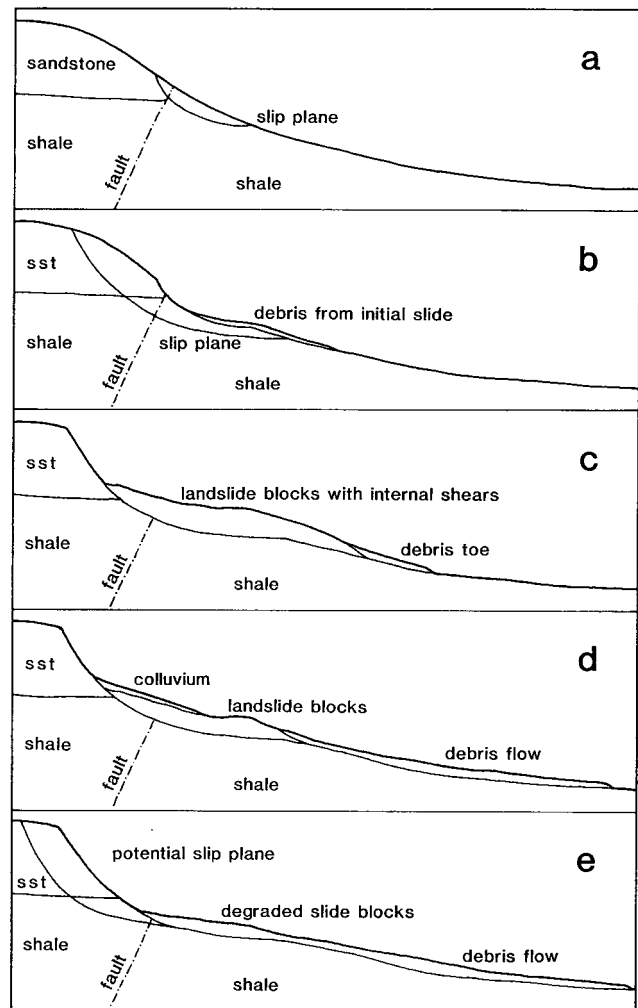 sandstone
a
slip plane
shale
fault
shale
sst
b
debris from initial slide
shale
slip plane
fault
shale
c
sst
landslide blocks with internal shears
debris toe
shale
fault
shale
d
sst
colluvium
landslide blocks
debris flow
shale
fault
shale
potential slip plane
e
sst
degraded slide blocks
debris flow
shale
fault
shale